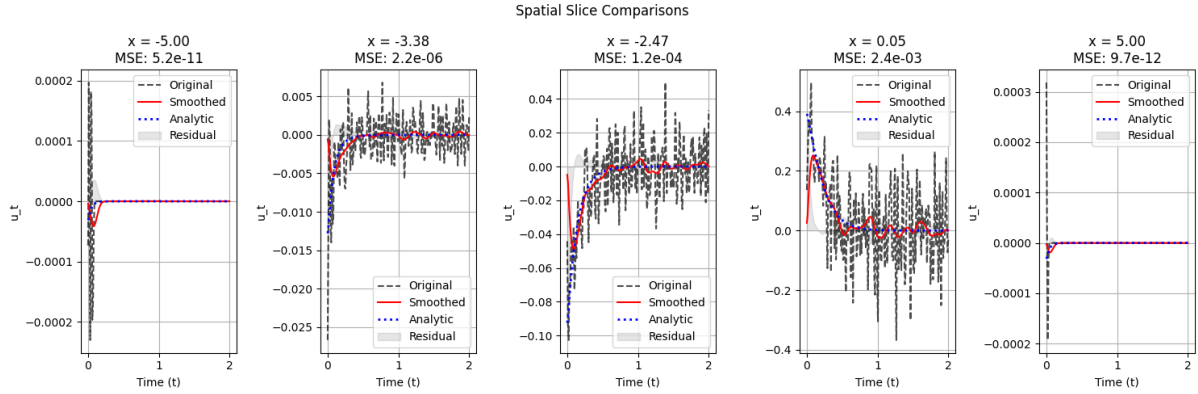 Spatial Slice Comparisons
x = -5.00
MSE: 5.2e-11
0.0002
0.0001
0.0000
−0.0001
−0.0002
u_t
0
1
2
Time (t)
Original
Smoothed
Analytic
Residual
x = -3.38
MSE: 2.2e-06
0.005
0.000
−0.005
−0.010
−0.015
−0.020
−0.025
u_t
0
1
2
Time (t)
Original
Smoothed
Analytic
Residual
x = -2.47
MSE: 1.2e-04
0.04
0.02
0.00
−0.02
−0.04
−0.06
−0.08
−0.10
u_t
0
1
2
Time (t)
Original
Smoothed
Analytic
Residual
x = 0.05
MSE: 2.4e-03
0.4
0.2
0.0
−0.2
−0.4
u_t
0
1
2
Time (t)
Original
Smoothed
Analytic
Residual
x = 5.00
MSE: 9.7e-12
0.0003
0.0002
0.0001
0.0000
−0.0001
−0.0002
u_t
0
1
2
Time (t)
Original
Smoothed
Analytic
Residual